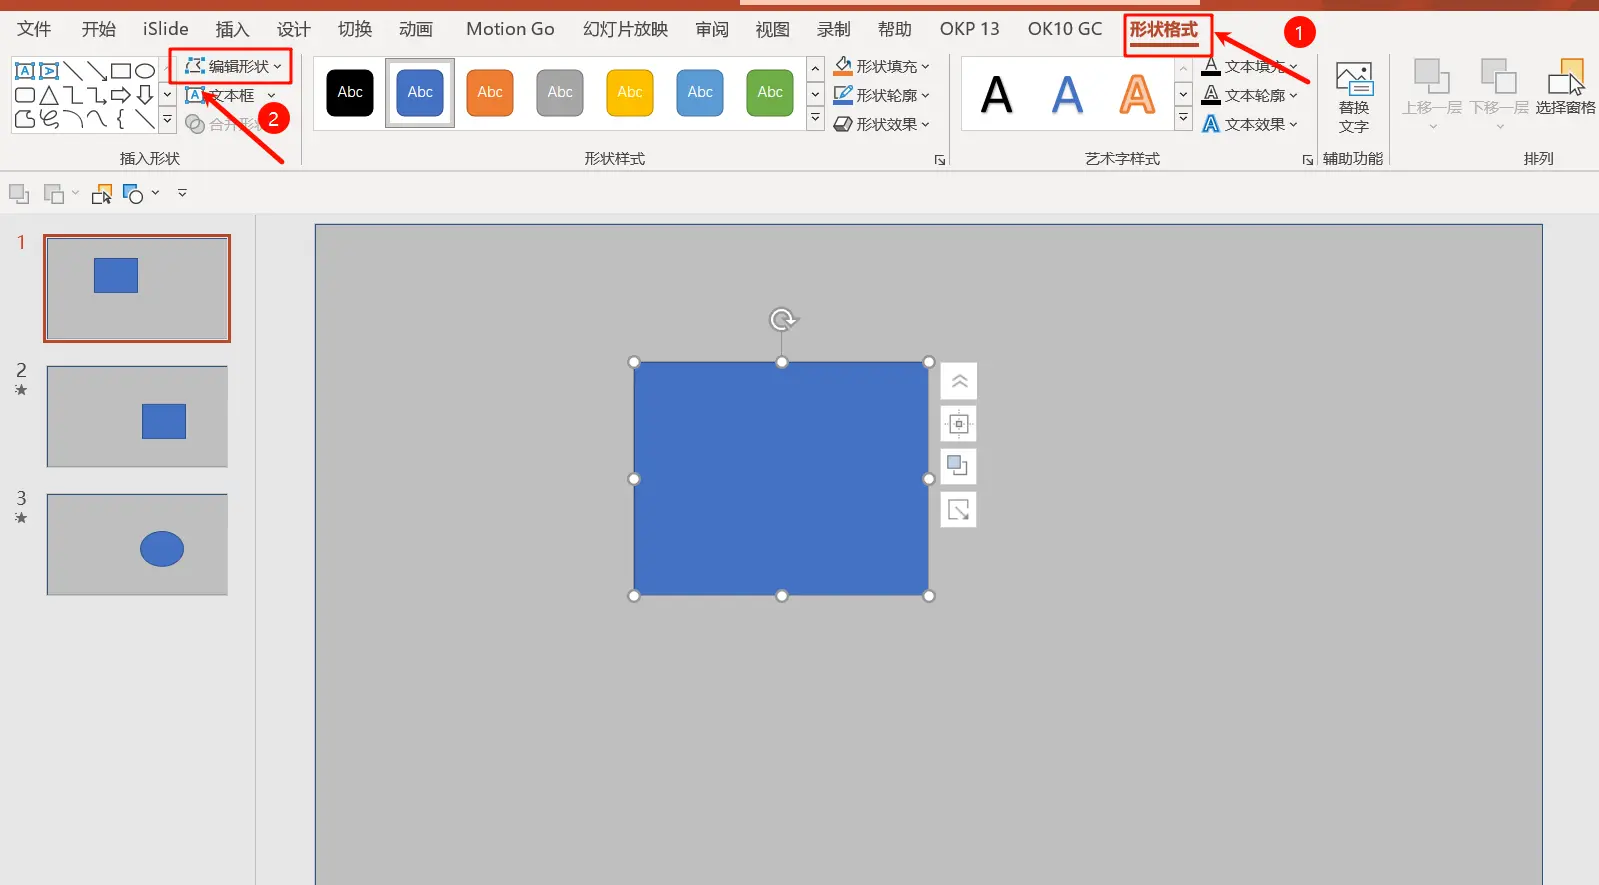 文件 开始 iSlide 插入 设计 切换 动画 Motion Go 幻灯片放映 审阅 视图 录制 帮助 OKP 13 OK10 GC 形状格式 1
编辑形状
文本框 2
合并形状
插入形状
Abc Abc Abc Abc Abc Abc Abc
形状填充
形状轮廓
形状效果
形状样式
A A A
文本填充
文本轮廓
文本效果
艺术字样式
替换
文字
辅助功能
上移一层 下移一层 选择窗格
排列
1
2
3